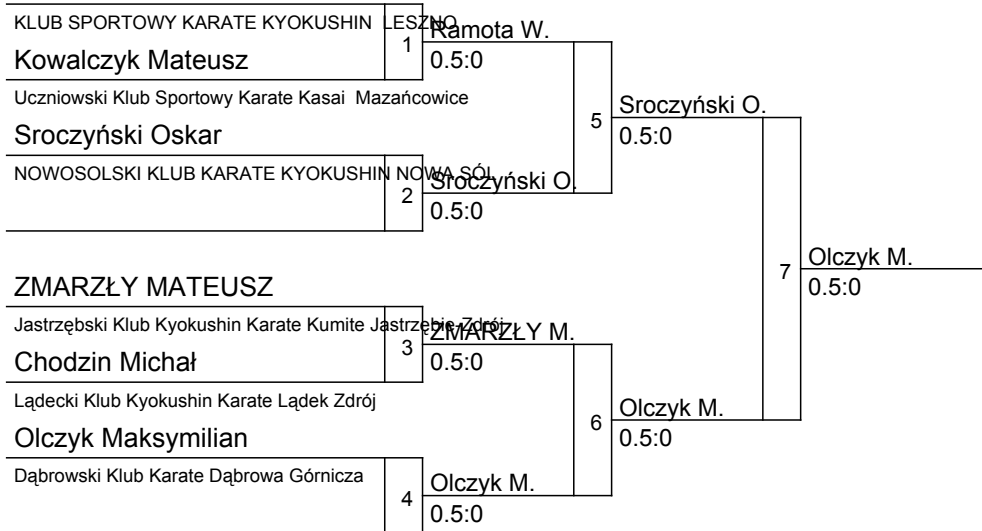 KLUB SPORTOWY KARATE KYOKUSHIN LESZNO
Ramota W.
1
Kowalczyk Mateusz
0.5:0
Uczniowski Klub Sportowy Karate Kasai Mazańcowice
Sroczyński O.
5
Sroczyński Oskar
0.5:0
NOWOSOLSKI KLUB KARATE KYOKUSHIN NOWA SÓL
Sroczyński O.
2
0.5:0
Olczyk M.
7
ZMARZŁY MATEUSZ
0.5:0
Jastrzębski Klub Kyokushin Karate Kumite Jastrzębie-Zdrój
ZMARZŁY M.
3
Chodzin Michał
0.5:0
Lądecki Klub Kyokushin Karate Lądek Zdrój
Olczyk M.
6
Olczyk Maksymilian
0.5:0
Dąbrowski Klub Karate Dąbrowa Górnicza
Olczyk M.
4
0.5:0